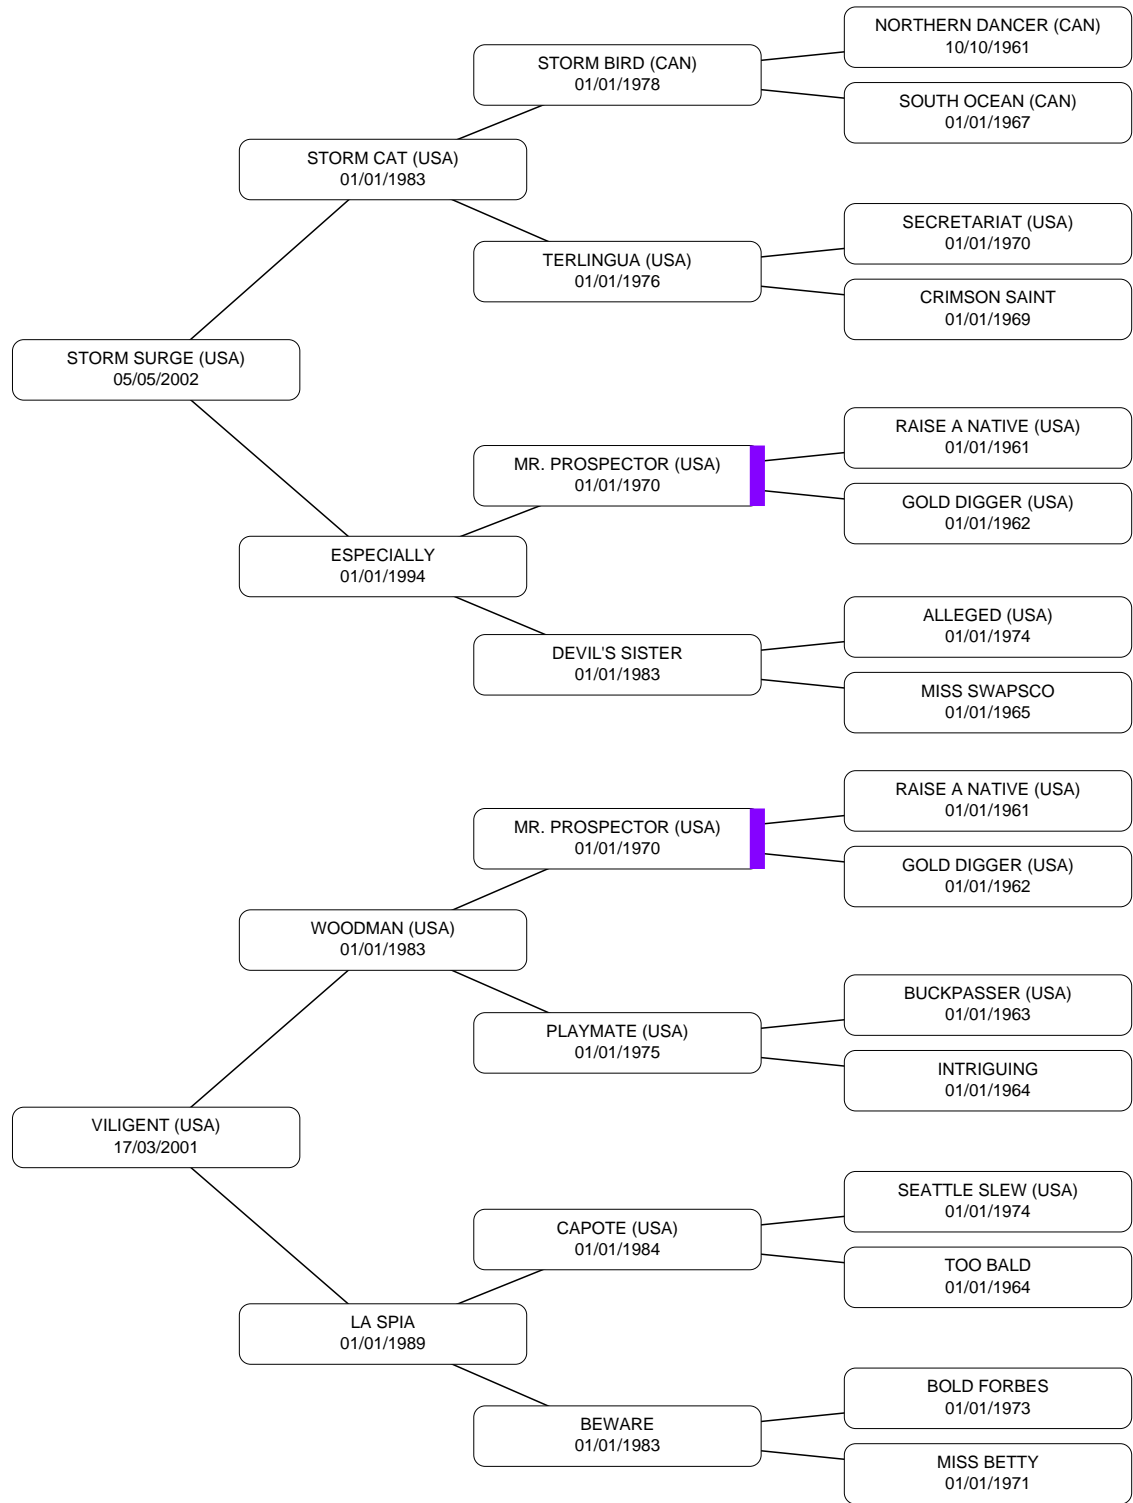 NORTHERN DANCER (CAN)
10/10/1961
STORM BIRD (CAN)
01/01/1978
SOUTH OCEAN (CAN)
01/01/1967
STORM CAT (USA)
01/01/1983
SECRETARIAT (USA)
01/01/1970
TERLINGUA (USA)
01/01/1976
CRIMSON SAINT
01/01/1969
STORM SURGE (USA)
05/05/2002
RAISE A NATIVE (USA)
01/01/1961
MR. PROSPECTOR (USA)
01/01/1970
GOLD DIGGER (USA)
01/01/1962
ESPECIALLY
01/01/1994
ALLEGED (USA)
01/01/1974
DEVIL'S SISTER
01/01/1983
MISS SWAPSCO
01/01/1965
RAISE A NATIVE (USA)
01/01/1961
MR. PROSPECTOR (USA)
01/01/1970
GOLD DIGGER (USA)
01/01/1962
WOODMAN (USA)
01/01/1983
BUCKPASSER (USA)
01/01/1963
PLAYMATE (USA)
01/01/1975
INTRIGUING
01/01/1964
VILIGENT (USA)
17/03/2001
SEATTLE SLEW (USA)
01/01/1974
CAPOTE (USA)
01/01/1984
TOO BALD
01/01/1964
LA SPIA
01/01/1989
BOLD FORBES
01/01/1973
BEWARE
01/01/1983
MISS BETTY
01/01/1971